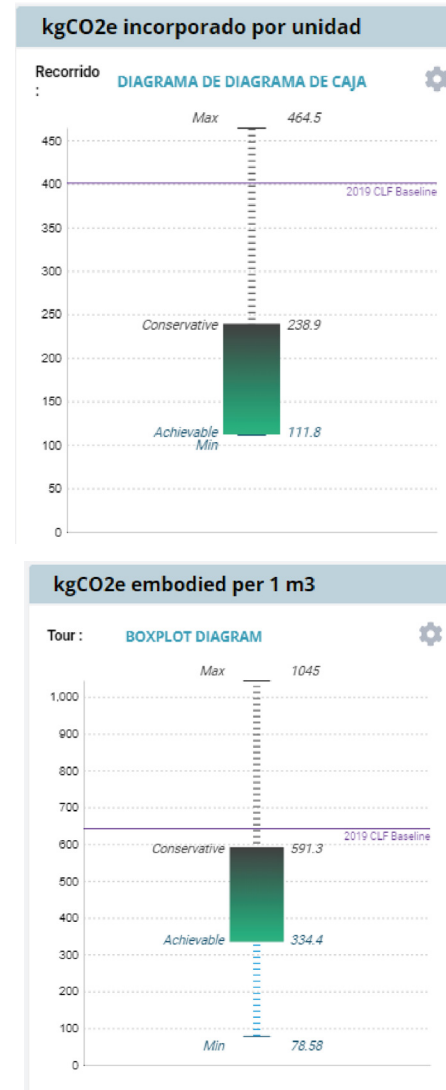 kgCO2e incorporado por unidad
Recorrido
:
DIAGRAMA DE DIAGRAMA DE CAJA
Max 464.5
450
400
2019 CLF Baseline
350
300
250
Conservative 238.9
200
150
Achievable 111.8
Min
100
50
0
kgCO2e embodied per 1 m3
Tour : BOXPLOT DIAGRAM
Max 1045
1,000
900
800
700
2019 CLF Baseline
600
Conservative 591.3
500
400
Achievable 334.4
300
200
100
Min 78.58
0